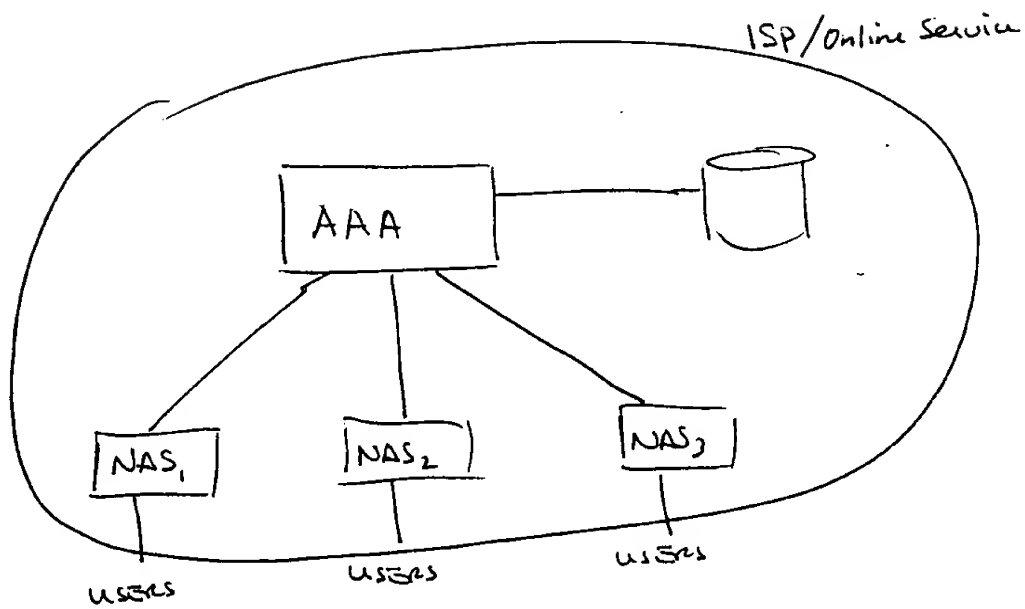 ISP/Online Service
AAA
NAS1
NAS2
NAS3
USERS
USERS
USERS